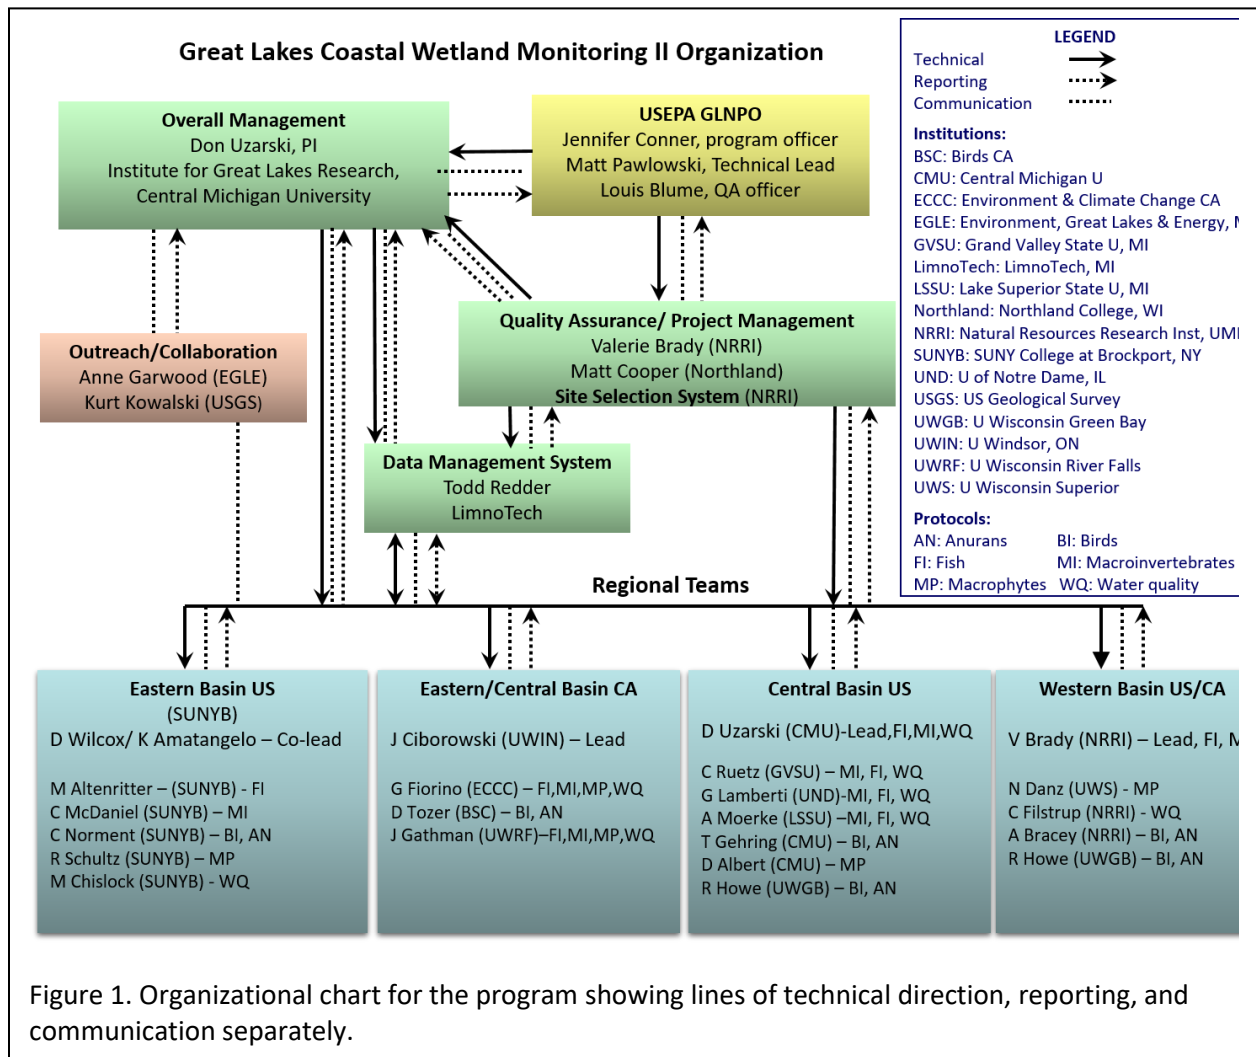 Great Lakes Coastal Wetland Monitoring II Organization
LEGEND
Technical
Reporting
Communication
Institutions:
BSC: Birds CA
CMU: Central Michigan U
ECCC: Environment & Climate Change CA
EGLE: Environment, Great Lakes & Energy,
GVSU: Grand Valley State U, MI
LimnoTech: LimnoTech, MI
LSSU: Lake Superior State U, MI
Northland: Northland College, WI
NRRI: Natural Resources Research Inst,
SUNYB: SUNY College at Brockport, NY
UND: U of Notre Dame, IL
USGS: US Geological Survey
UWGB: U Wisconsin Green Bay
UWIN: U Windsor, ON
UWRF: U Wisconsin River Falls
UWS: U Wisconsin Superior
Protocols:
AN: Anurans BI: Birds
FI: Fish MI: Macroinvertebrates
MP: Macrophytes WQ: Water quality
Overall Management
Don Uzarski, PI
Institute for Great Lakes Research,
Central Michigan University
USEPA GLNPO
Jennifer Conner, program officer
Matt Pawlowski, Technical Lead
Louis Blume, QA officer
Outreach/Collaboration
Anne Garwood (EGLE)
Kurt Kowalski (USGS)
Quality Assurance/ Project Management
Valerie Brady (NRRI)
Matt Cooper (Northland)
Site Selection System (NRRI)
Data Management System
Todd Redder
LimnoTech
Regional Teams
Eastern Basin US
(SUNYB)
D Wilcox/ K Amatangelo – Co-lead
M Altenritter – (SUNYB) - FI
C McDaniel (SUNYB) – MI
C Norment (SUNYB) – BI, AN
R Schultz (SUNYB) – MP
M Chislock (SUNYB) - WQ
Eastern/Central Basin CA
J Ciborowski (UWIN) – Lead
G Fiorino (ECCC) – FI,MI,MP,WQ
D Tozer (BSC) – BI, AN
J Gathman (UWRF)–FI,MI,MP,WQ
Central Basin US
D Uzarski (CMU)-Lead,FI,MI,WQ
C Ruetz (GVSU) – MI, FI, WQ
G Lamberti (UND)-MI, FI, WQ
A Moerke (LSSU) –MI, FI, WQ
T Gehring (CMU) – BI, AN
D Albert (CMU) – MP
R Howe (UWGB) – BI, AN
Western Basin US/CA
V Brady (NRRI) – Lead, FI,
N Danz (UWS) - MP
C Filstrup (NRRI) - WQ
A Bracey (NRRI) – BI, AN
R Howe (UWGB) – BI, AN
Figure 1. Organizational chart for the program showing lines of technical direction, reporting, and
communication separately.